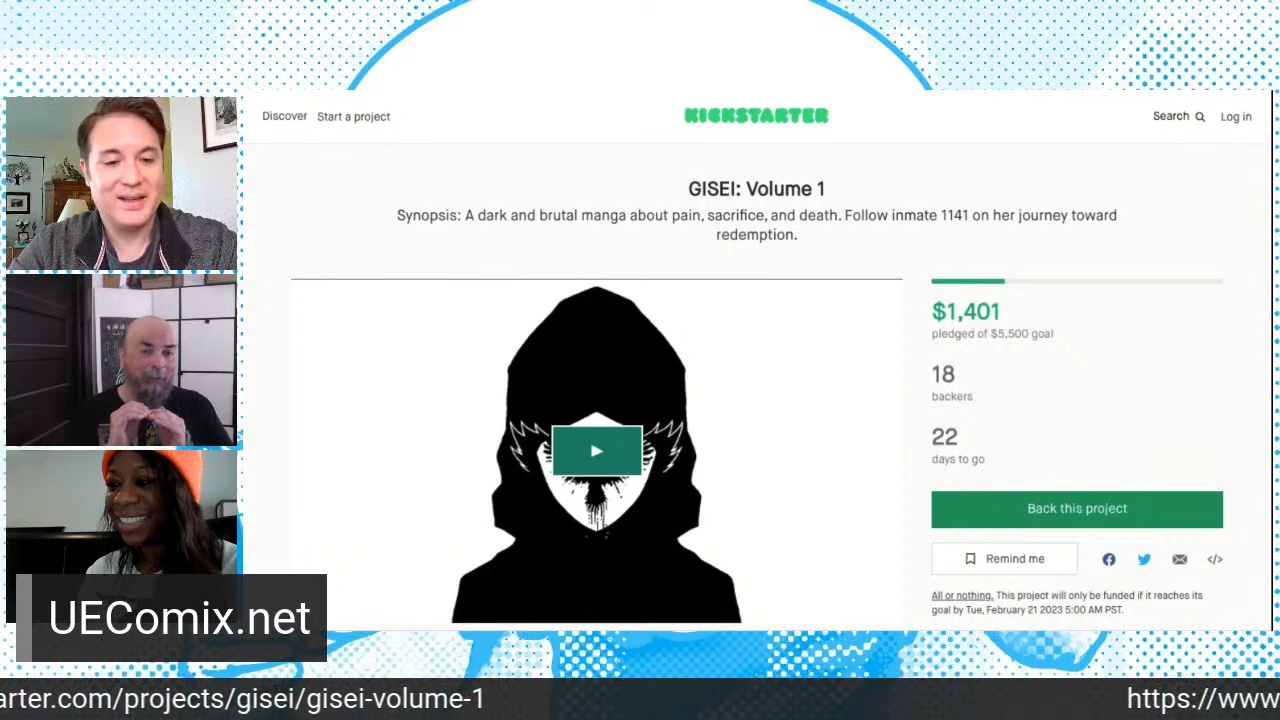 Discover Start a project
KICKSTARTER
Search Log in
GISEI: Volume 1
Synopsis: A dark and brutal manga about pain, sacrifice, and death. Follow inmate 1141 on her journey toward
redemption.
$1,401
pledged of $5,500 goal
18
backers
22
days to go
Back this project
Remind me
</>
All or nothing. This project will only be funded if it reaches its
goal by Tue, February 21 2023 5:00 AM PST.
UEComix.net
arter.com/projects/gisei/gisei-volume-1
https://www